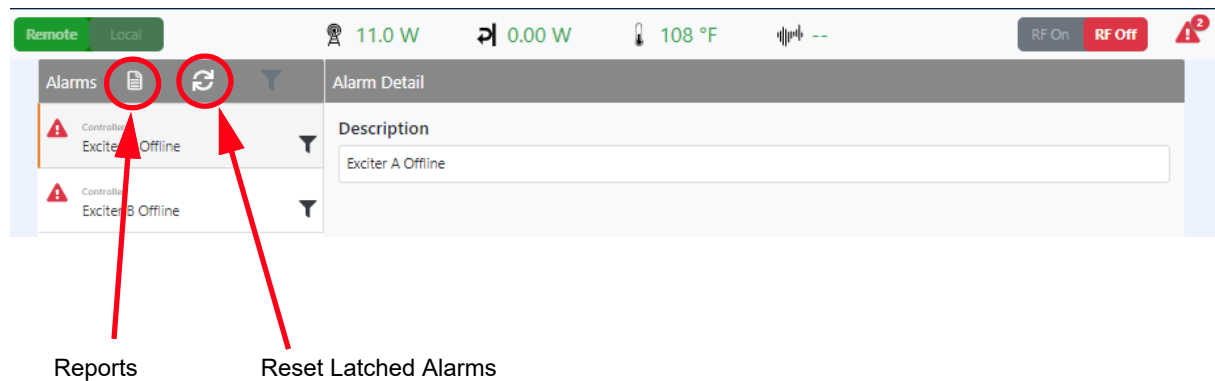 Remote Local 11.0 W 0.00 W 108 °F -- RF On RF Off 2
Alarms Alarm Detail
Controller
Offline
Description
Exciter A Offline
Controller
Exciter B Offline
Reports Reset Latched Alarms